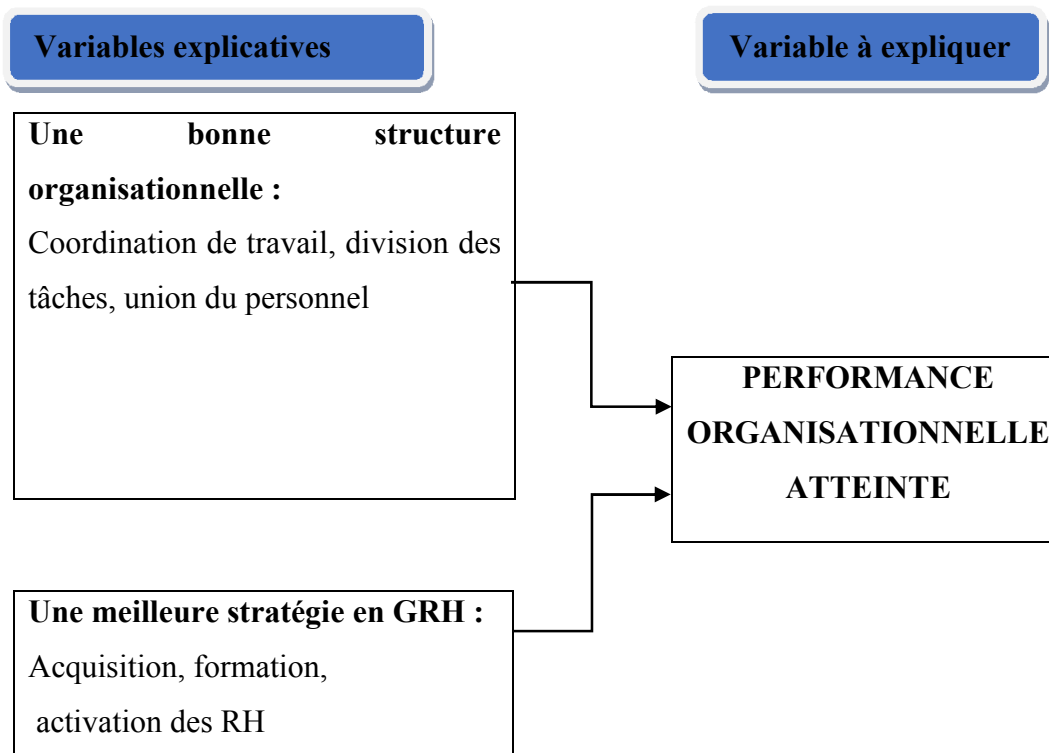 Variables explicatives
Variable à expliquer
Une bonne structure
organisationnelle :
Coordination de travail, division des
tâches, union du personnel
PERFORMANCE
ORGANISATIONNELLE
ATTEINTE
Une meilleure stratégie en GRH :
Acquisition, formation,
activation des RH